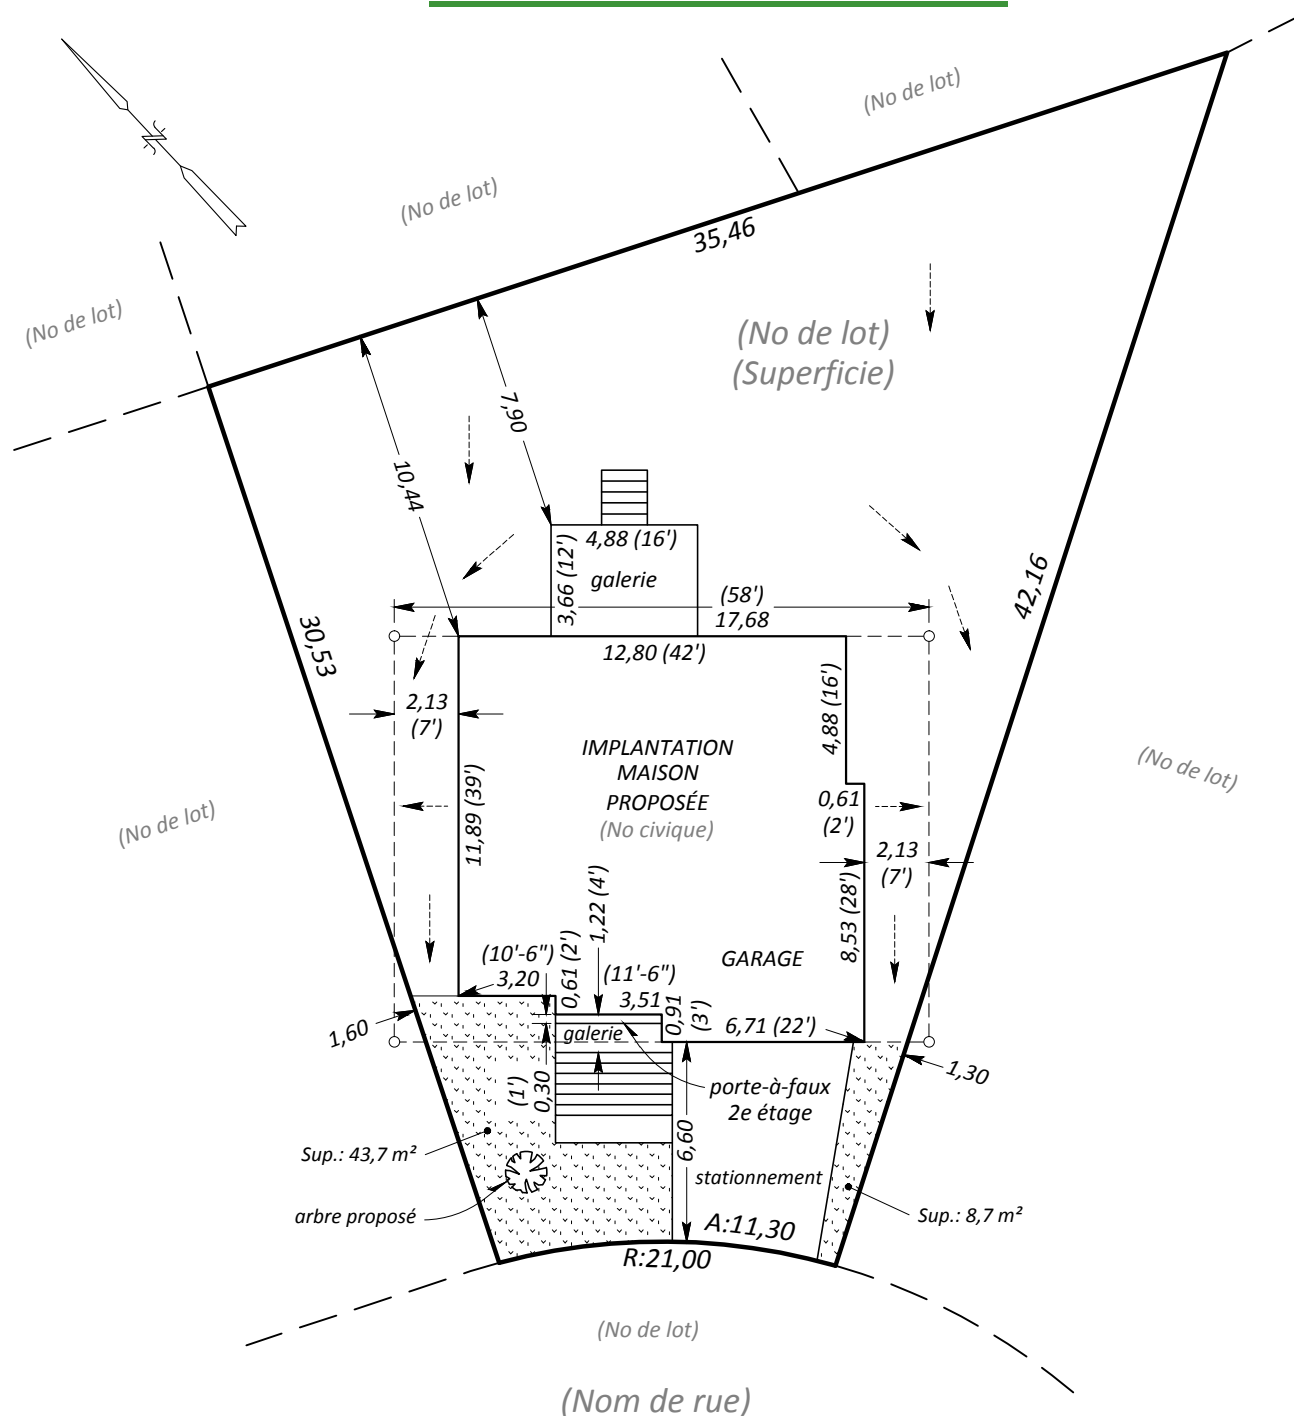 (No de lot)
(No de lot)
35,46
(No de lot)
(No de lot)
(Superficie)
7,90
10,44
4,88 (16')
3,66 (12')
galerie
42,16
(58')
17,68
30,53
12,80 (42')
2,13
(7')
4,88 (16')
IMPLANTATION
MAISON
PROPOSÉE
(No civique)
(No de lot)
(No de lot)
11,89 (39')
0,61
(2')
2,13
(7')
8,53 (28')
1,22 (4')
0,61 (2')
(10'-6")
3,20
(11'-6")
3,51
GARAGE
0,91
(3')
6,71 (22')
galerie
1,60
1,30
(1')
0,30
porte-à-faux
2e étage
6,60
Sup.: 43,7 m²
stationnement
arbre proposé
Sup.: 8,7 m²
A:11,30
R:21,00
(No de lot)
(Nom de rue)